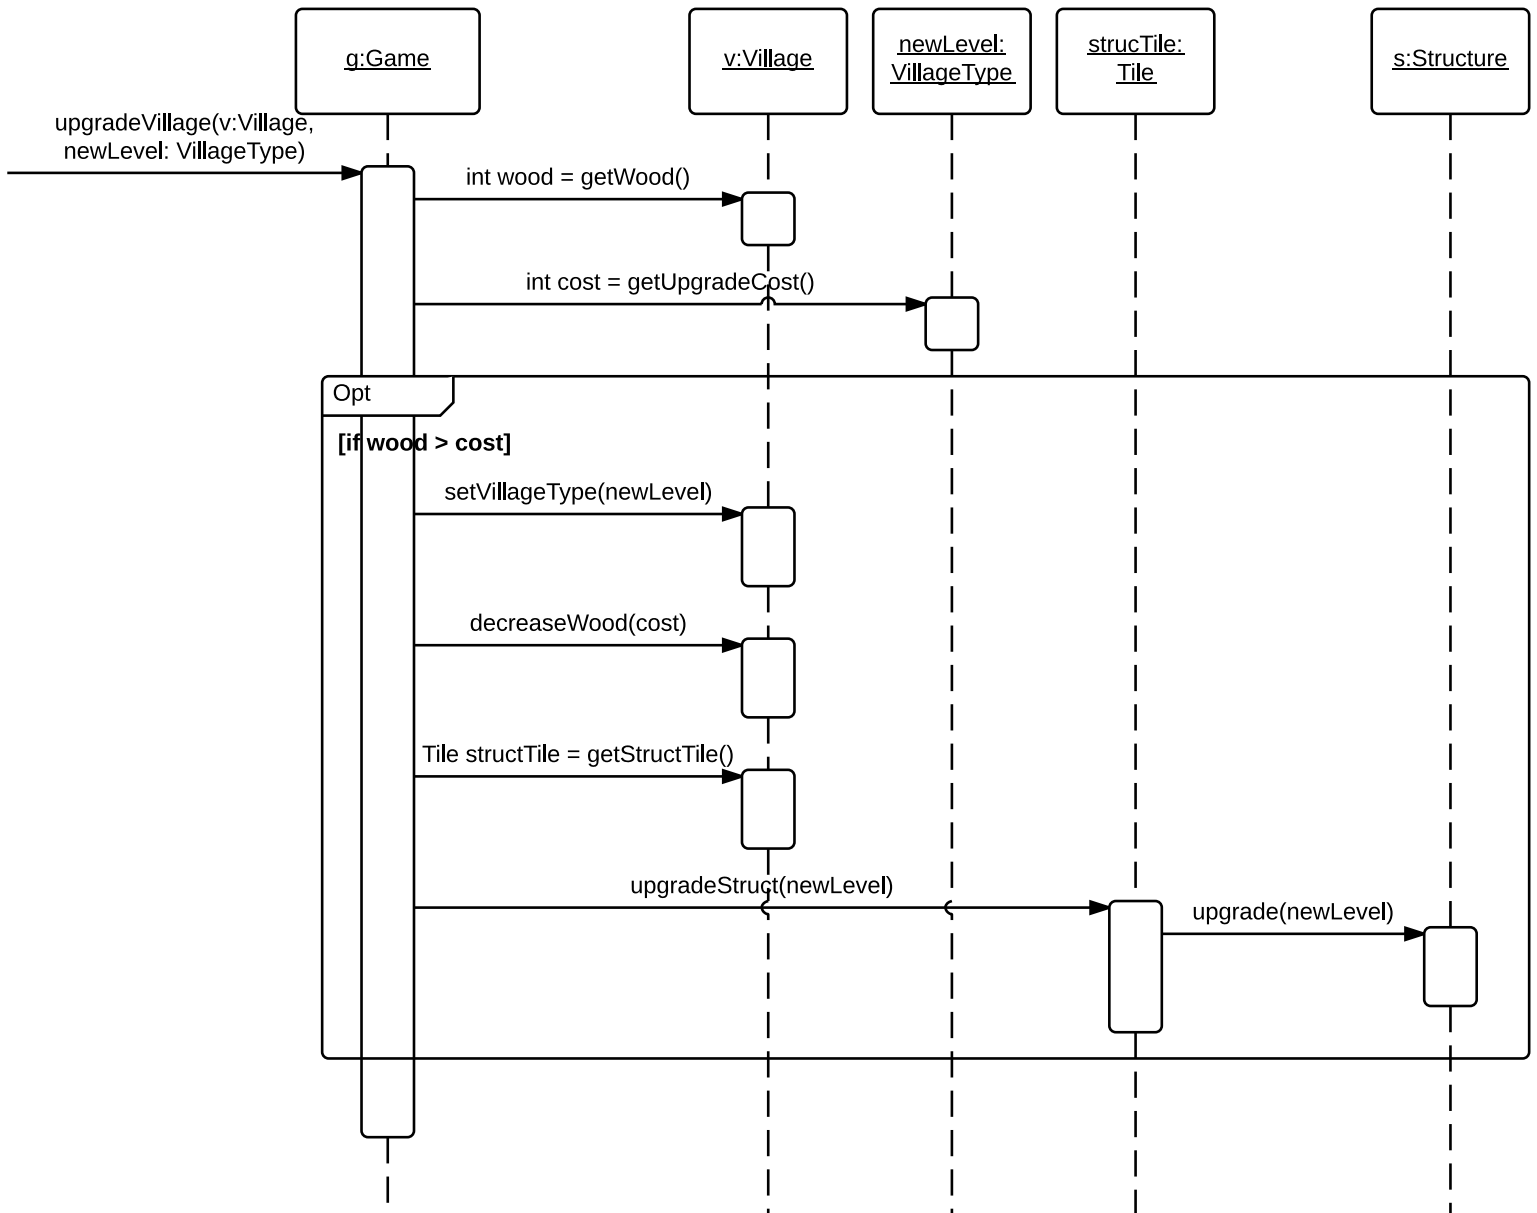 g:Game
v:Village
newLevel:
VillageType
strucTile:
Tile
s:Structure
upgradeVillage(v:Village,
newLevel: VillageType)
int wood = getWood()
int cost = getUpgradeCost()
Opt
[if wood > cost]
setVillageType(newLevel)
decreaseWood(cost)
Tile structTile = getStructTile()
upgradeStruct(newLevel)
upgrade(newLevel)